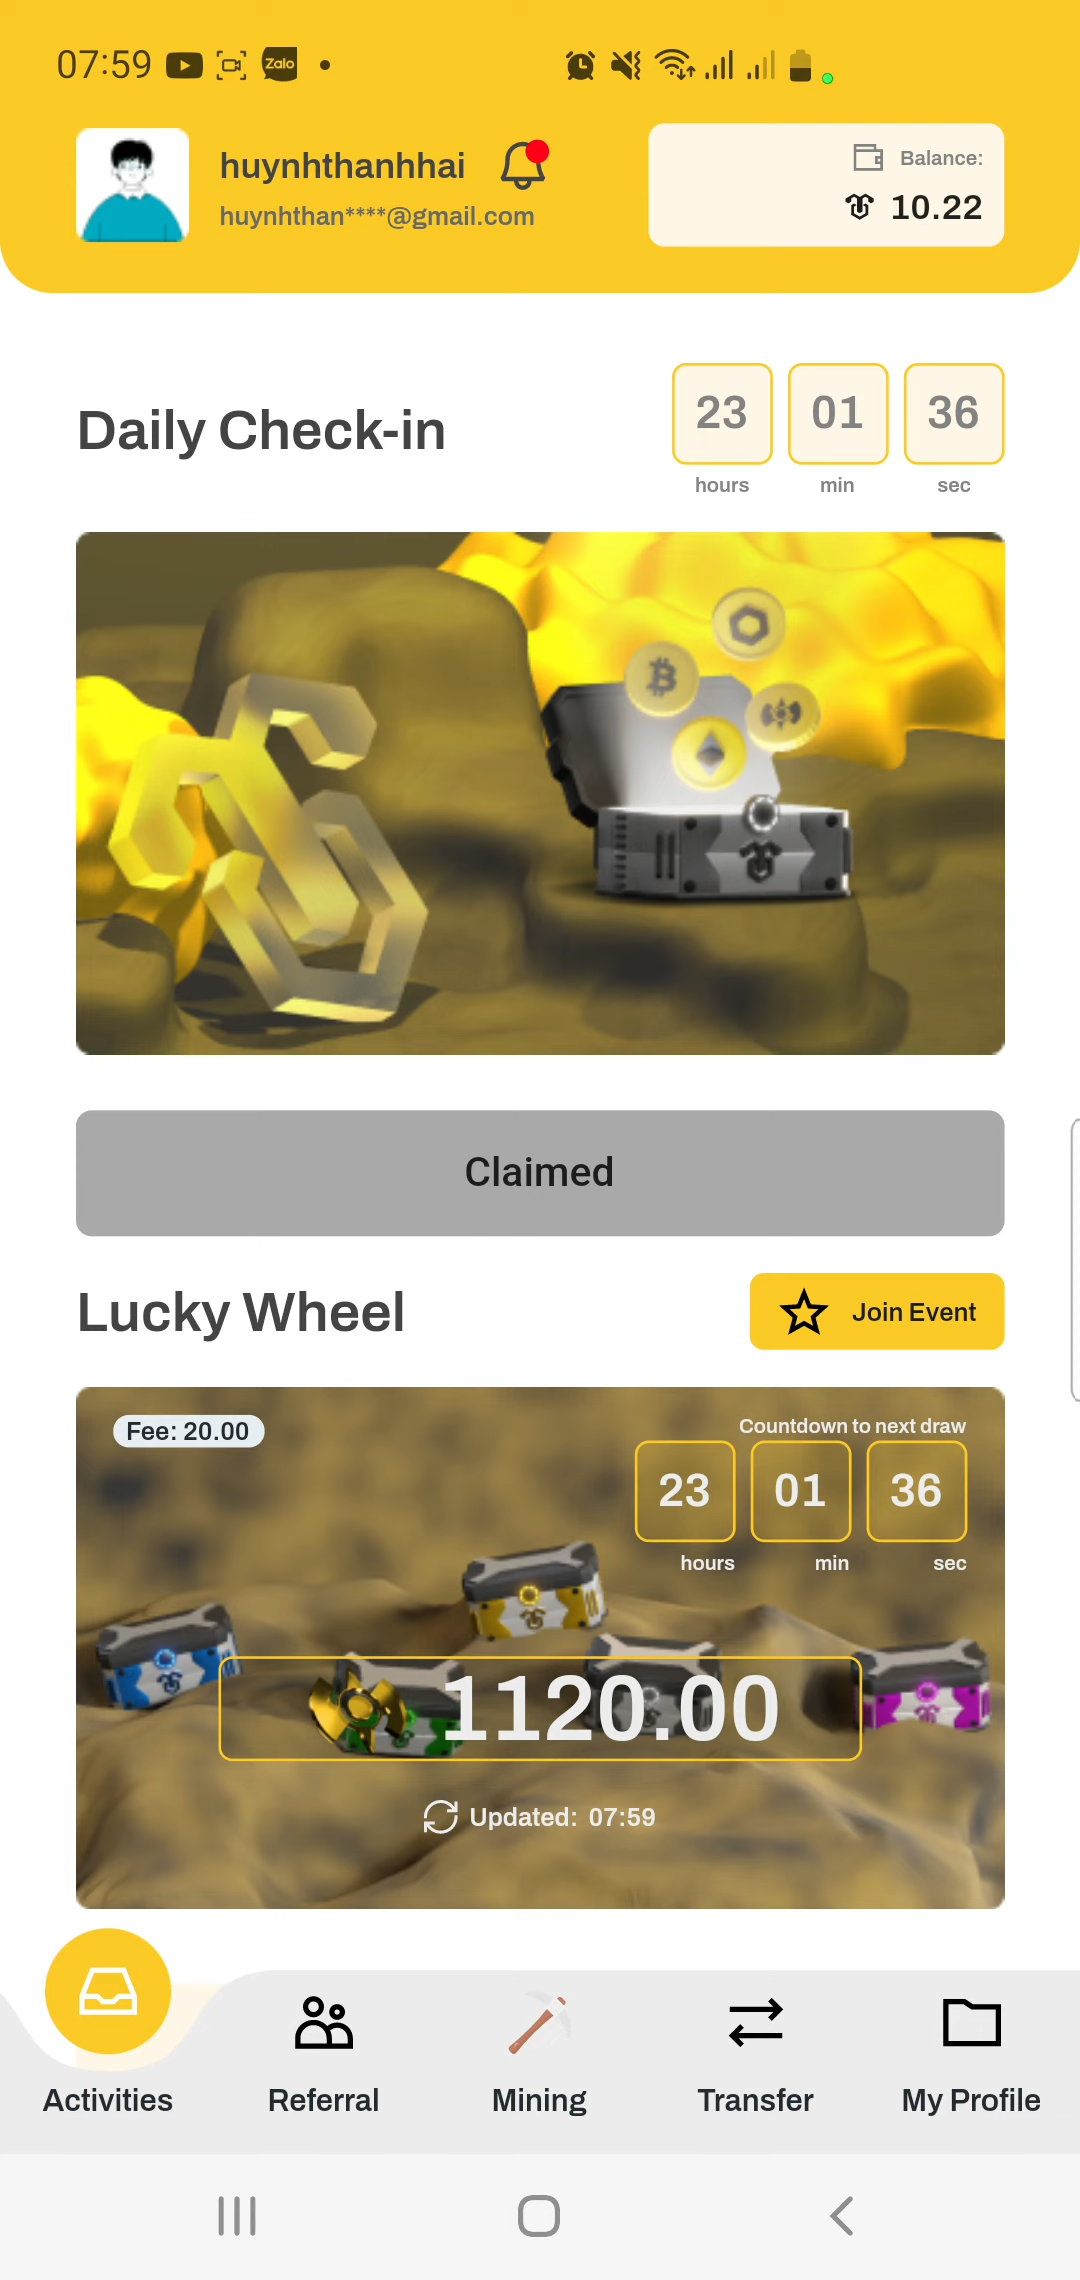 07:59
Zalo
huynhthanhhai
huynhthan****@gmail.com
Balance:
10.22
Daily Check-in
23 01 36
hours min sec
Claimed
Lucky Wheel
Join Event
Fee: 20.00
Countdown to next draw
23 01 36
hours min sec
1120.00
Updated: 07:59
Activities
Referral
Mining
Transfer
My Profile